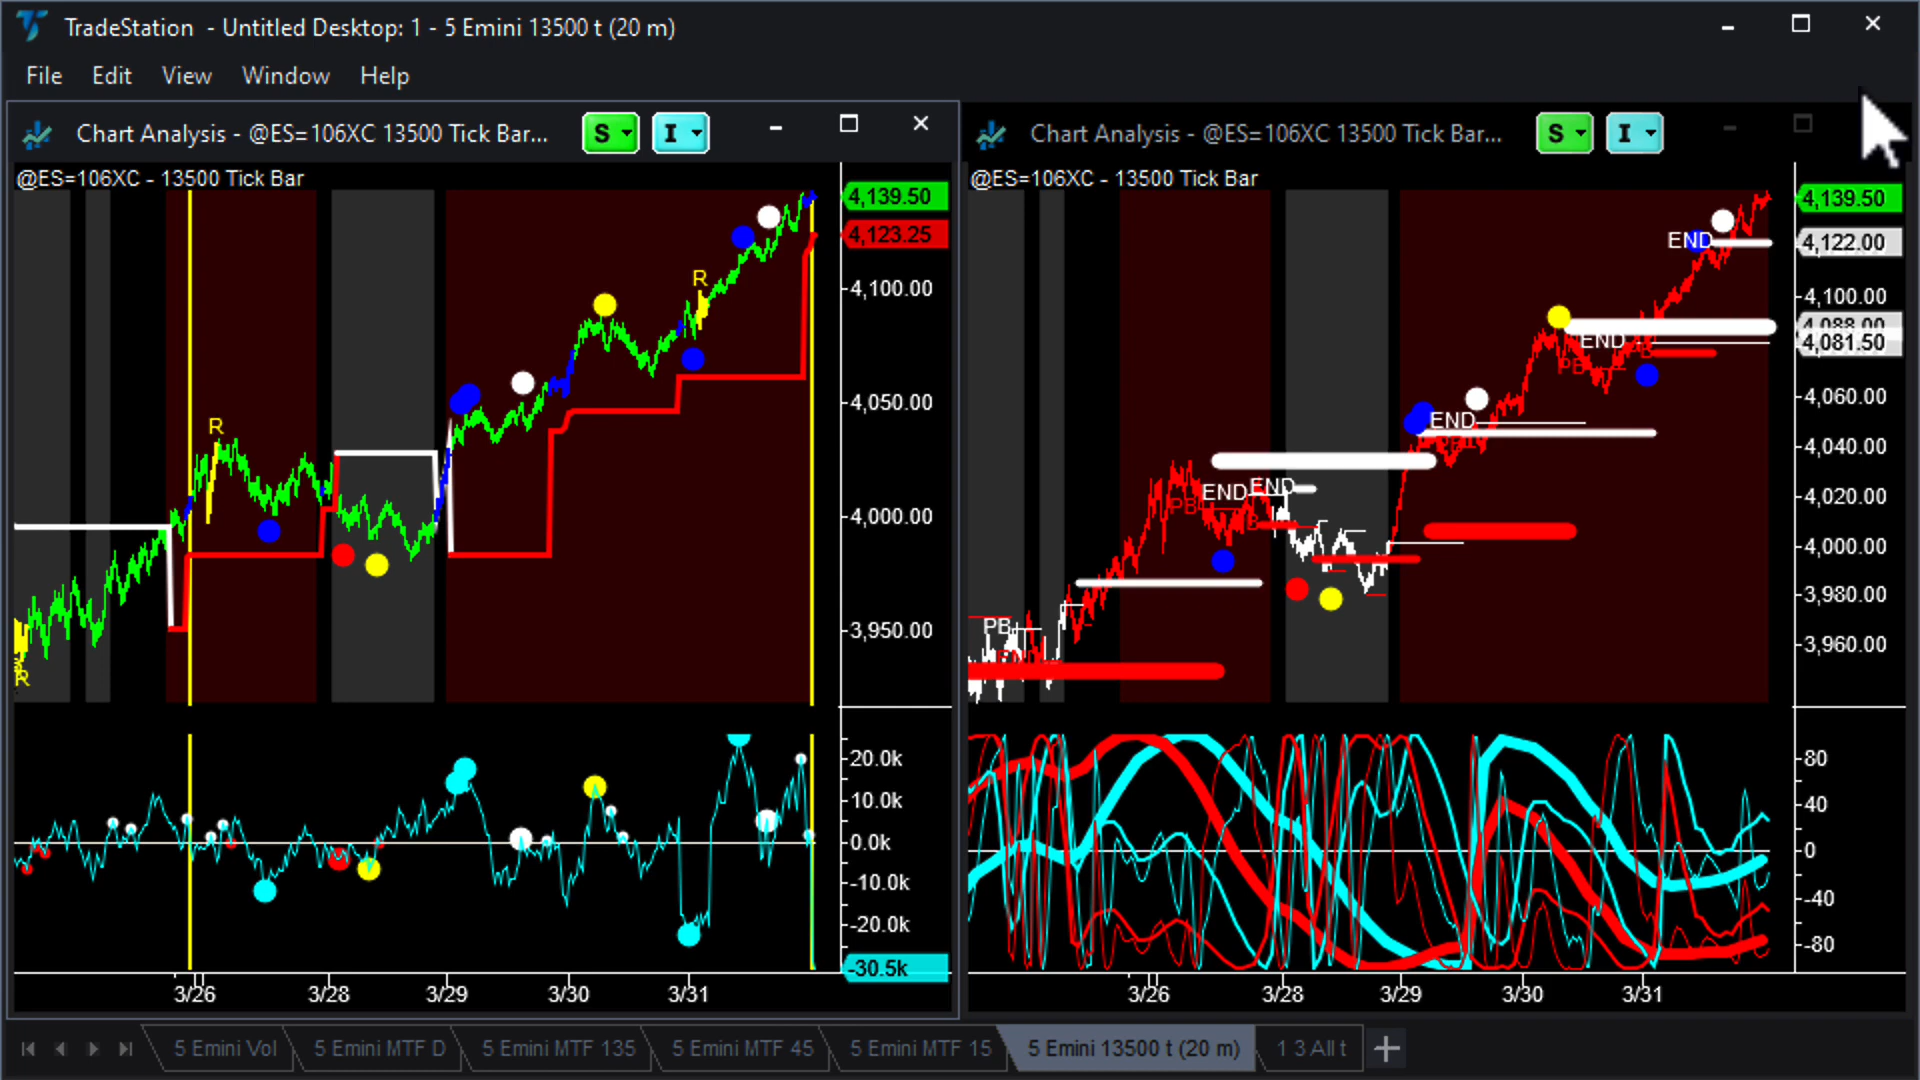 TradeStation - Untitled Desktop: 1 - 5 Emini 13500 t (20 m)
File Edit View Window Help
Chart Analysis - @ES=106XC 13500 Tick Bar...
S I
@ES=106XC - 13500 Tick Bar
R
R
R
4,139.50
4,123.25
4,100.00
4,050.00
4,000.00
3,950.00
20.0k
10.0k
0.0k
-10.0k
-20.0k
-30.5k
3/26 3/28 3/29 3/30 3/31
Chart Analysis - @ES=106XC 13500 Tick Bar...
S I
@ES=106XC - 13500 Tick Bar
END
END
PB
END
END END
PB
PB
4,139.50
4,122.00
4,100.00
4,088.00
4,081.50
4,060.00
4,040.00
4,020.00
4,000.00
3,980.00
3,960.00
80
40
0
-40
-80
3/26 3/28 3/29 3/30 3/31
5 Emini Vol 5 Emini MTF D 5 Emini MTF 135 5 Emini MTF 45 5 Emini MTF 15 5 Emini 13500 t (20 m) 1 3 All t